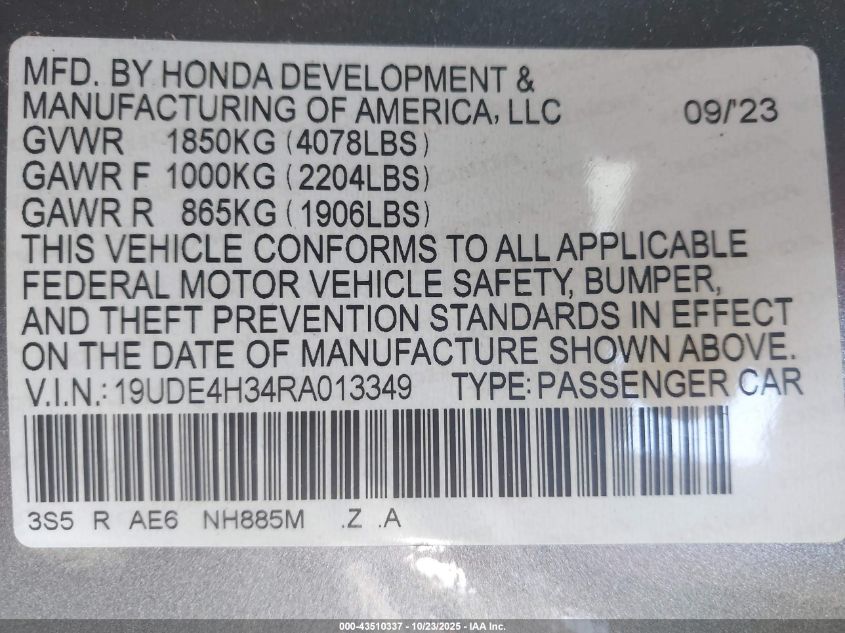 MFD. BY HONDA DEVELOPMENT &
MANUFACTURING OF AMERICA, LLC 09/'23
GVWR 1850KG (4078LBS)
GAWR F 1000KG (2204LBS)
GAWR R 865KG (1906LBS)
THIS VEHICLE CONFORMS TO ALL APPLICABLE
FEDERAL MOTOR VEHICLE SAFETY, BUMPER,
AND THEFT PREVENTION STANDARDS IN EFFECT
ON THE DATE OF MANUFACTURE SHOWN ABOVE.
V.I.N.: 19UDE4H34RA013349 TYPE: PASSENGER CAR
3S5 R AE6 NH885M .Z .A
000-43510337 - 10/23/2025 - IAA Inc.